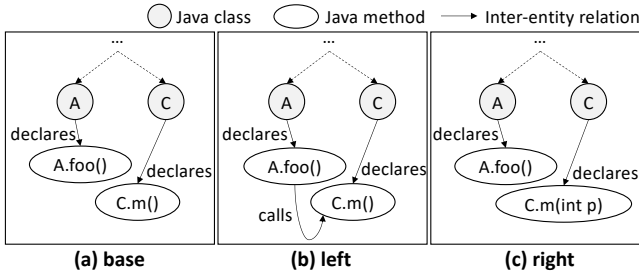 Java class Java method Inter-entity relation
...
A C
declares
A.foo()
declares
C.m()
(a) base
...
A C
declares
A.foo()
declares
C.m()
calls
(b) left
...
A C
declares
A.foo()
declares
C.m(int p)
(c) right